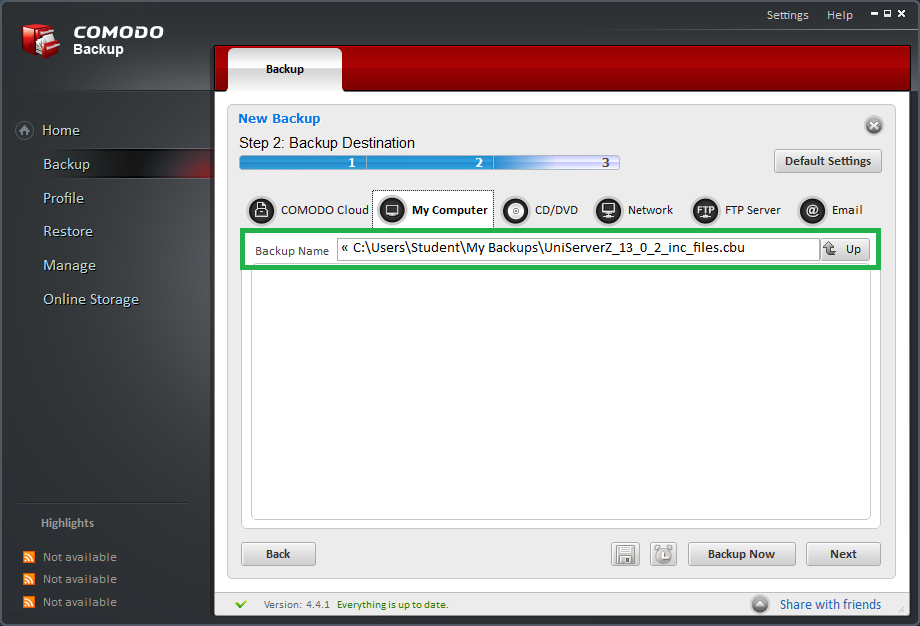 Settings Help
COMODO
Backup
Backup
Home
Backup
Profile
Restore
Manage
Online Storage
New Backup
Step 2: Backup Destination
1 2 3
Default Settings
COMODO Cloud My Computer CD/DVD Network FTP FTP Server @ Email
Backup Name « C:\Users\Student\My Backups\UniServerZ_13_0_2_inc_files.cbu Up
Highlights
Not available
Not available
Not available
Back Backup Now Next
Version: 4.4.1 Everything is up to date. Share with friends